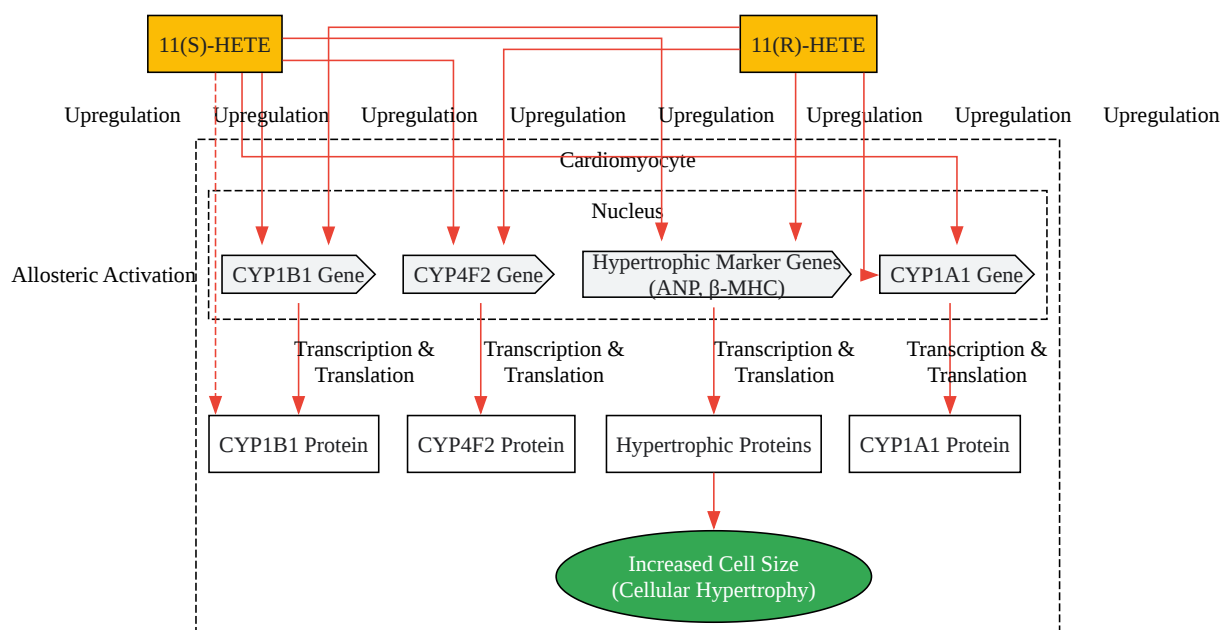 11(S)-HETE
11(R)-HETE
Upregulation
Upregulation
Upregulation
Upregulation
Upregulation
Upregulation
Upregulation
Upregulation
Cardiomyocyte
Nucleus
Allosteric Activation
CYP1B1 Gene
CYP4F2 Gene
Hypertrophic Marker Genes
(ANP, β-MHC)
CYP1A1 Gene
Transcription &
Translation
Transcription &
Translation
Transcription &
Translation
Transcription &
Translation
CYP1B1 Protein
CYP4F2 Protein
Hypertrophic Proteins
CYP1A1 Protein
Increased Cell Size
(Cellular Hypertrophy)